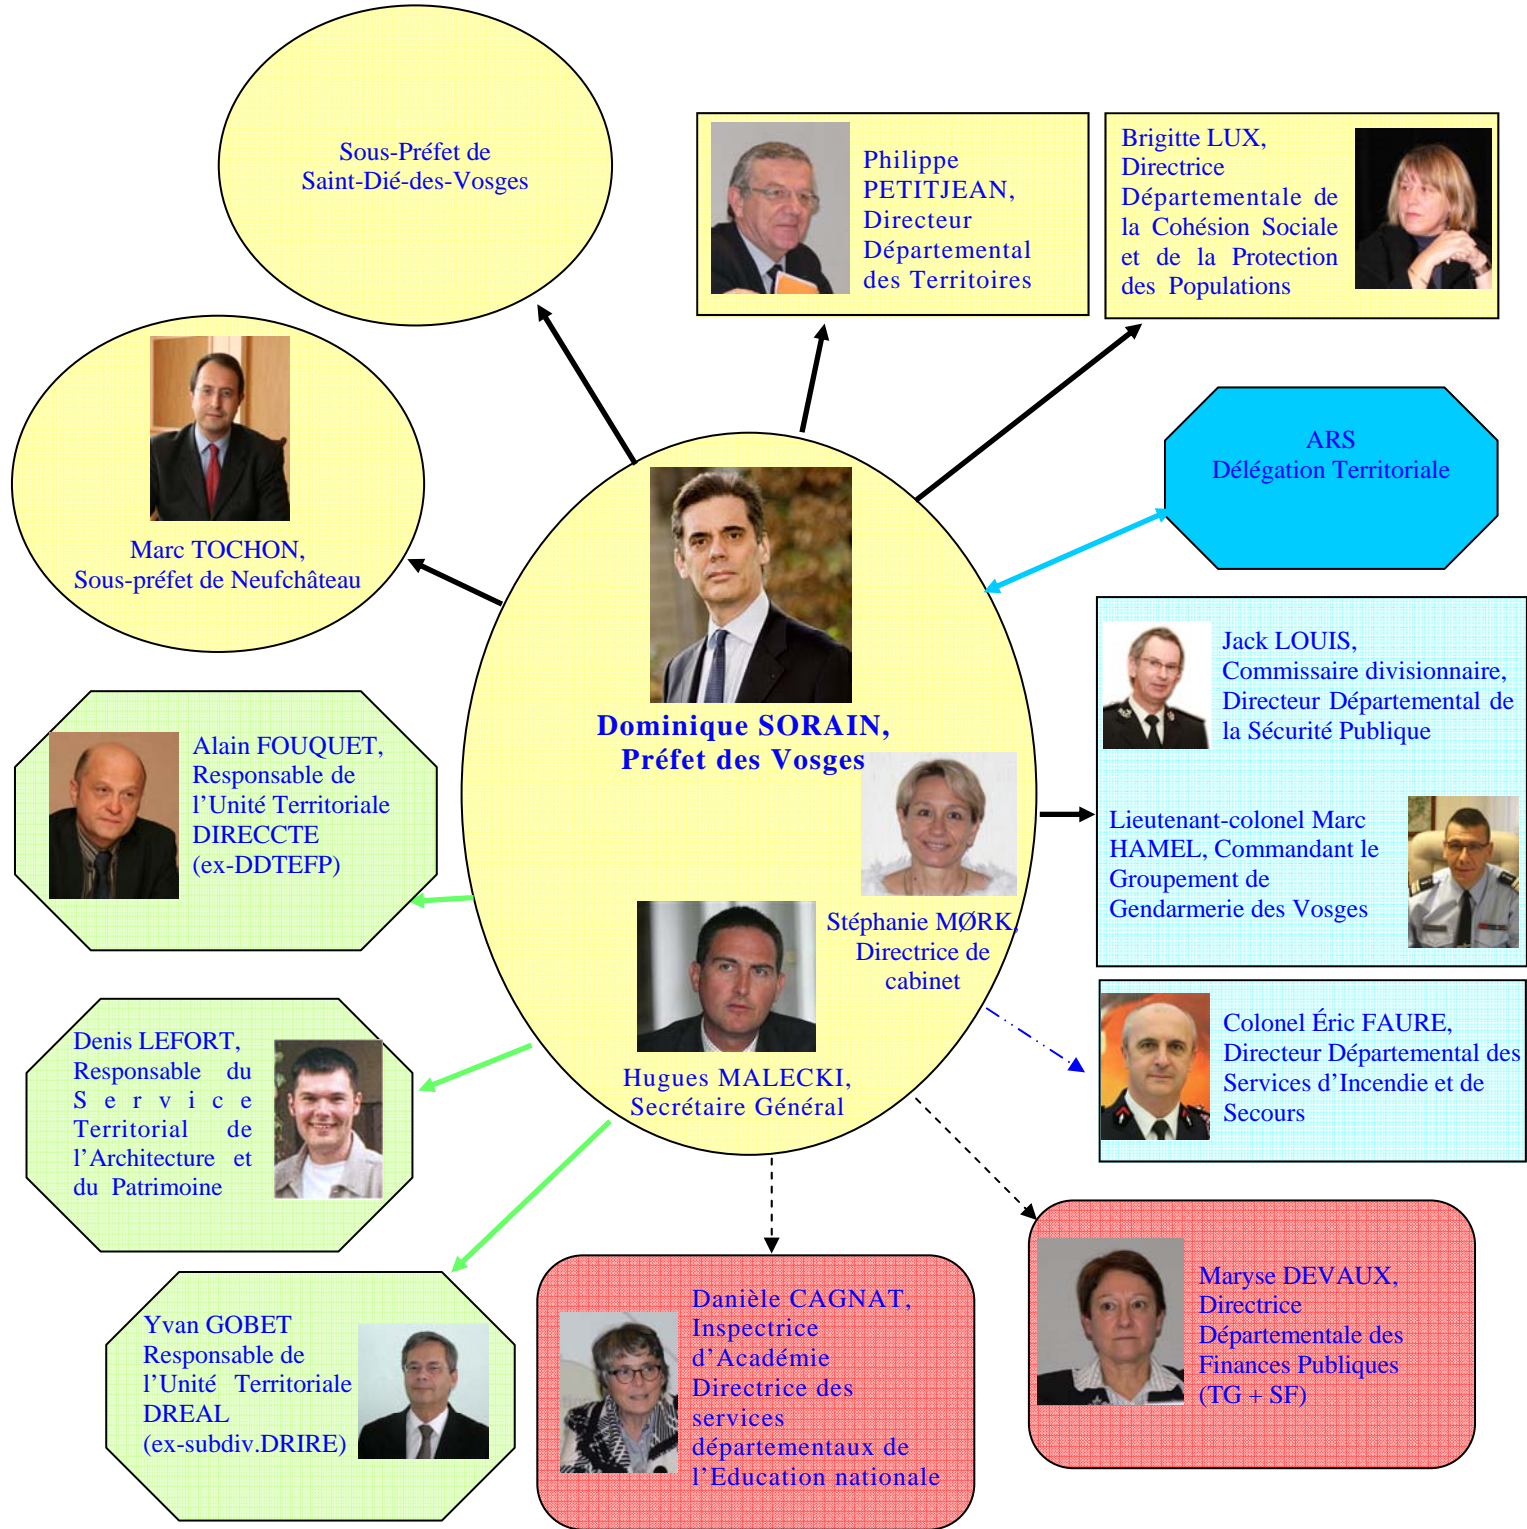 Sous-Préfet de
Saint-Dié-des-Vosges
Philippe
PETITJEAN,
Directeur
Départemental
des Territoires
Brigitte LUX,
Directrice
Départementale de
la Cohésion Sociale
et de la Protection
des Populations
Marc TOCHON,
Sous-préfet de Neufchâteau
ARS
Délégation Territoriale
Dominique SORAIN,
Préfet des Vosges
Stéphanie MØRK,
Directrice de
cabinet
Hugues MALECKI,
Secrétaire Général
Jack LOUIS,
Commissaire divisionnaire,
Directeur Départemental de
la Sécurité Publique
Lieutenant-colonel Marc
HAMEL, Commandant le
Groupement de
Gendarmerie des Vosges
Alain FOUQUET,
Responsable de
l’Unité Territoriale
DIRECCTE
(ex-DDTEFP)
Colonel Éric FAURE,
Directeur Départemental des
Services d’Incendie et de
Secours
Denis LEFORT,
Responsable du
Service
Territorial de
l’Architecture et
du Patrimoine
Yvan GOBET
Responsable de
l’Unité Territoriale
DREAL
(ex-subdiv.DRIRE)
Danièle CAGNAT,
Inspectrice
d’Académie
Directrice des
services
départementaux de
l’Education nationale
Maryse DEVAUX,
Directrice
Départementale des
Finances Publiques
(TG + SF)